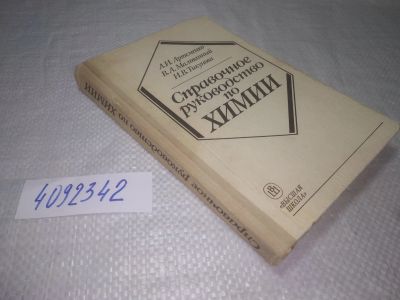 А.И. Артеменко
В.А. Малеванный
И.В. Тикунова
Справочное
руководство
по
ХИМИИ
«ВЫСШАЯ
ШКОЛА»
Справочное руководство по ХИМИИ
4092342